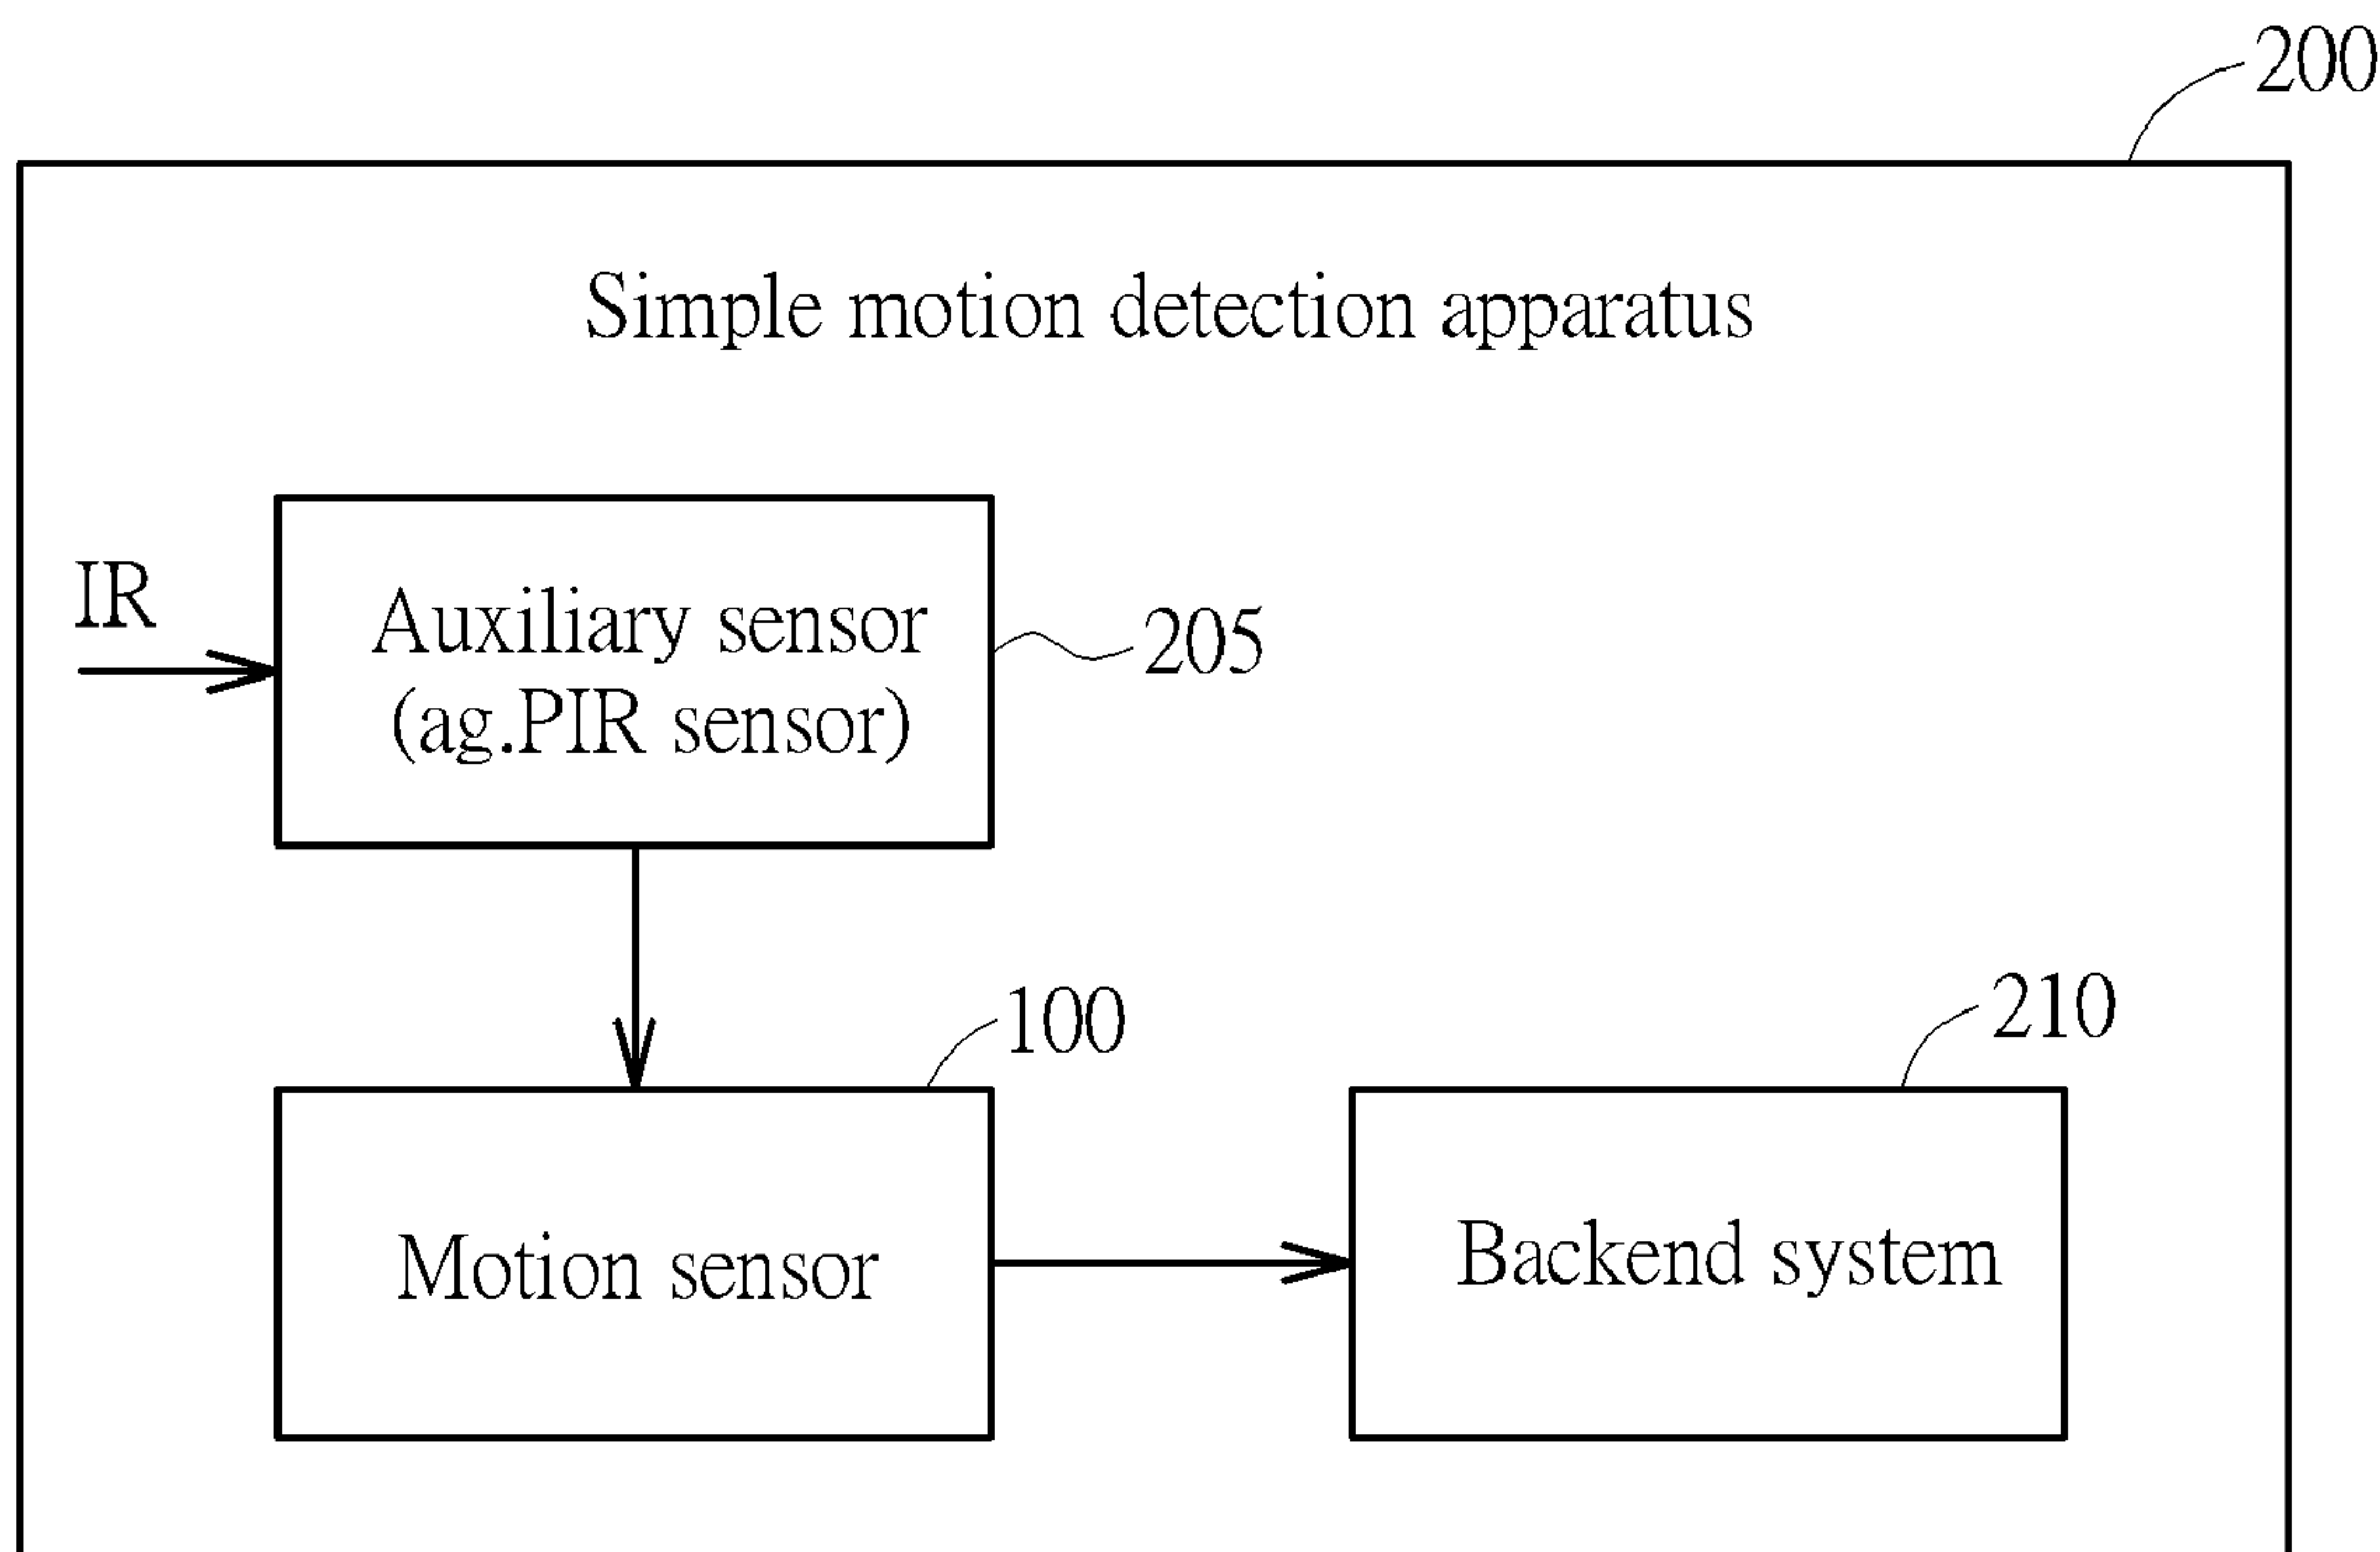 200
Simple motion detection apparatus
IR
Auxiliary sensor
(ag.PIR sensor)
205
100
210
Motion sensor
Backend system